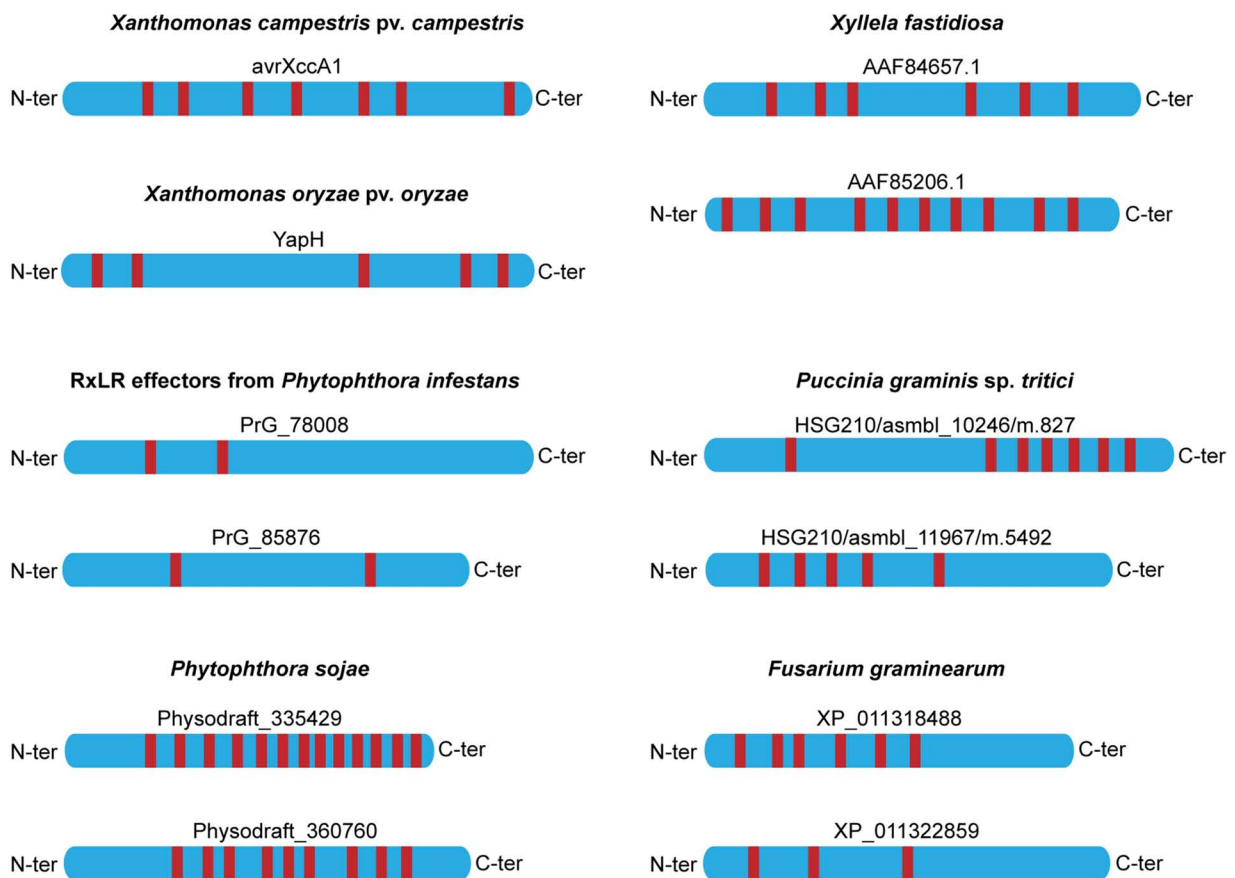 Xanthomonas campestris pv. campestris
avrXccA1
N-ter C-ter
Xanthomonas oryzae pv. oryzae
YapH
N-ter C-ter
Xyllela fastidiosa
AAF84657.1
N-ter C-ter
AAF85206.1
N-ter C-ter
RxLR effectors from Phytophthora infestans
PrG_78008
N-ter C-ter
PrG_85876
N-ter C-ter
Puccinia graminis sp. tritici
HSG210/asmbl_10246/m.827
N-ter C-ter
HSG210/asmbl_11967/m.5492
N-ter C-ter
Phytophthora sojae
Physodraft_335429
N-ter C-ter
Physodraft_360760
N-ter C-ter
Fusarium graminearum
XP_011318488
N-ter C-ter
XP_011322859
N-ter C-ter